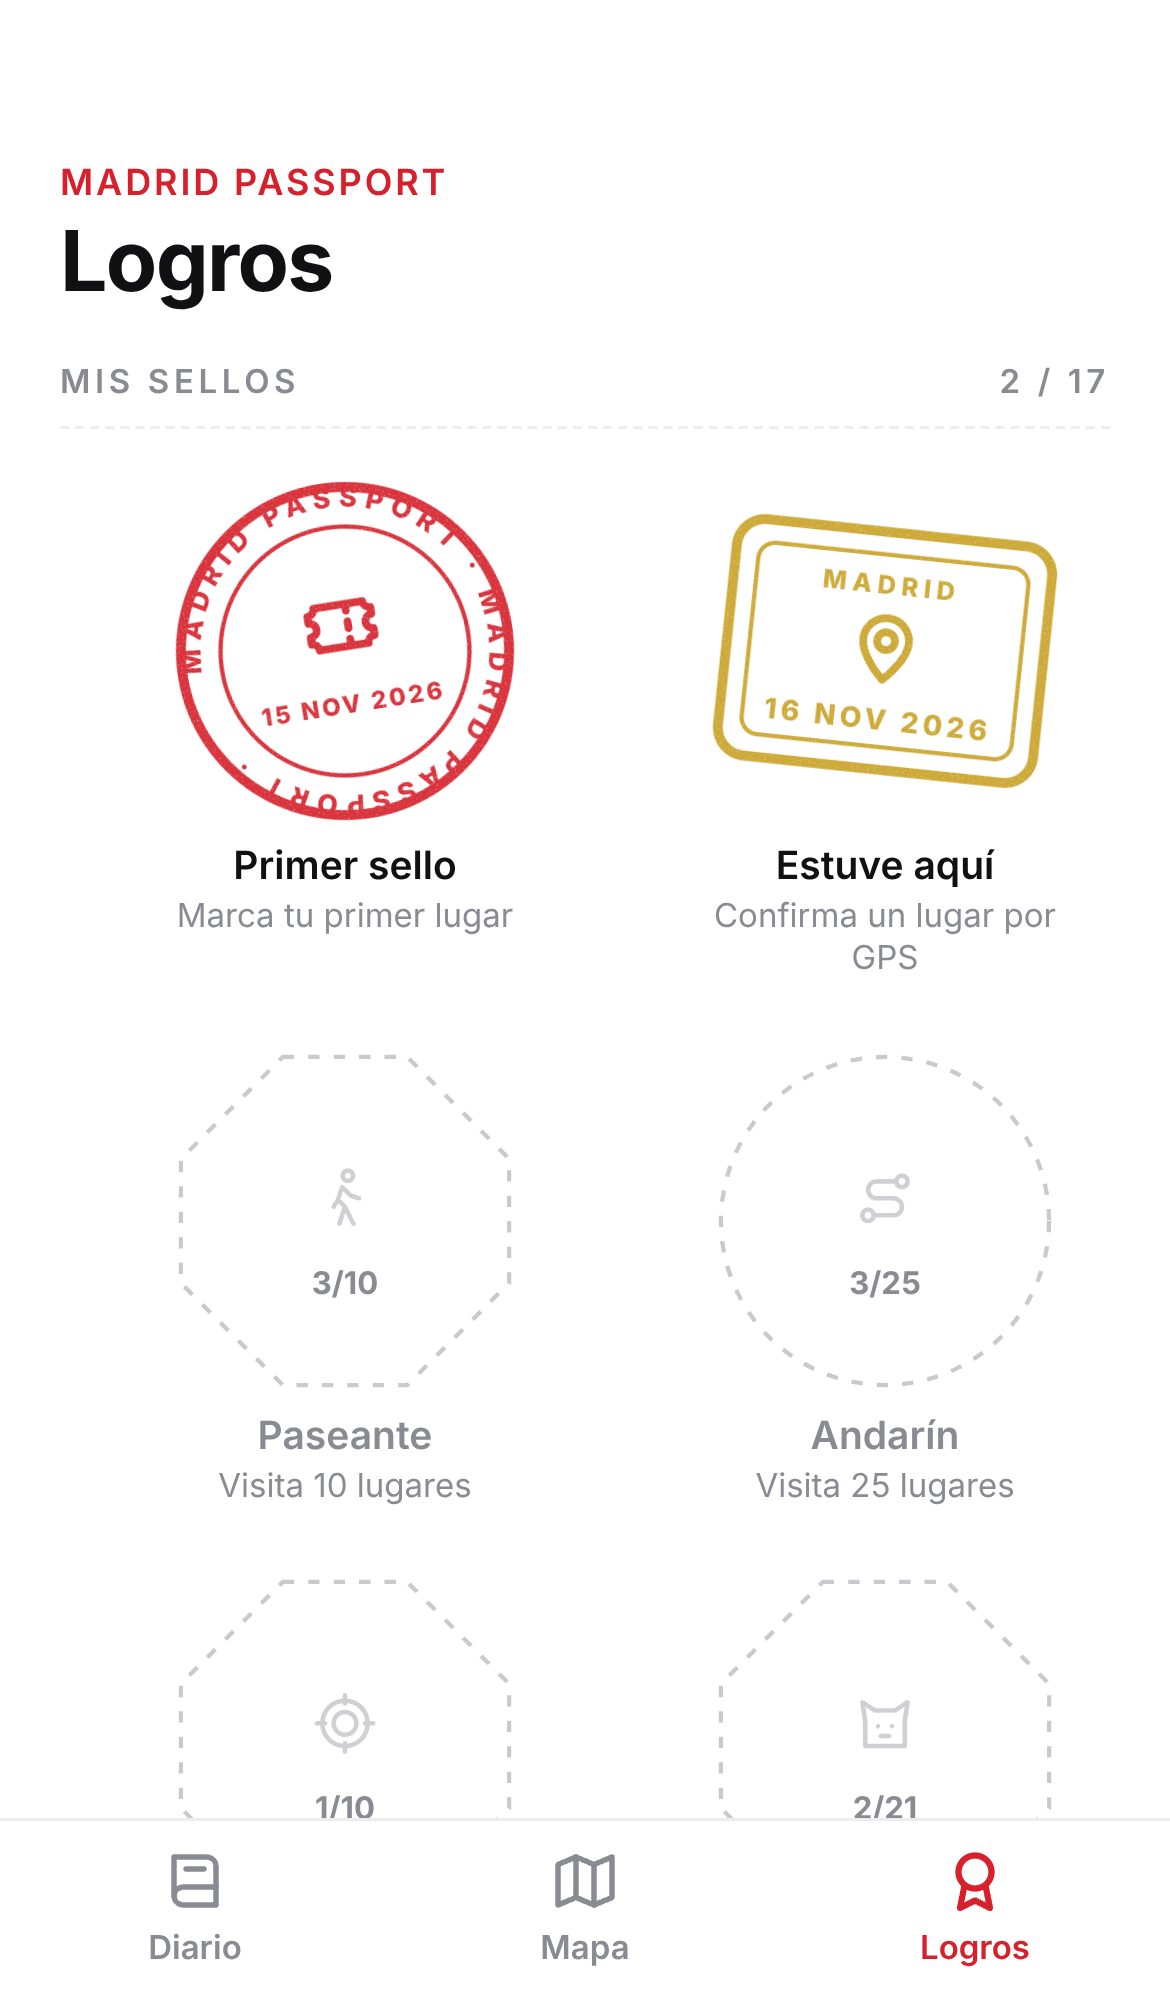 MADRID PASSPORT
Logros
MIS SELLOS
2 / 17
MADRID PASSPORT · MADRID PASSPORT ·
15 NOV 2026
MADRID
16 NOV 2026
Primer sello
Marca tu primer lugar
Estuve aquí
Confirma un lugar por
GPS
3/10
3/25
Paseante
Visita 10 lugares
Andarín
Visita 25 lugares
1/10
2/21
Diario
Mapa
Logros